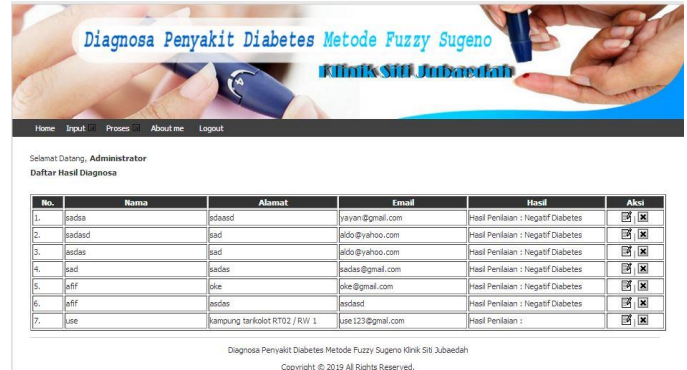 Diagnosa Penyakit Diabetes Metode Fuzzy Sugeno
Klinik Siti Jubaedah
Home Input Proses About me Logout
Selamat Datang, Administrator
Daftar Hasil Diagnosa
No. Nama Alamat Email Hasil Aksi
1. sadsa sdaasd yayan@gmail.com Hasil Penilaian : Negatif Diabetes |
2. sadasd sad aldo@yahoo.com Hasil Penilaian : Negatif Diabetes |
3. asdas sad aldo@yahoo.com Hasil Penilaian : Negatif Diabetes |
4. sad sadas sadas@gmail.com Hasil Penilaian : Negatif Diabetes |
5. afif oke oke@gmail.com Hasil Penilaian : Negatif Diabetes |
6. afif asdas asdasd Hasil Penilaian : Negatif Diabetes |
7. use kampung tarikolot RT02 / RW 1 use123@gmal.com Hasil Penilaian : |
Diagnosa Penyakit Diabetes Metode Fuzzy Sugeno Klinik Siti Jubaedah
Copyright © 2019 All Rights Reserved.